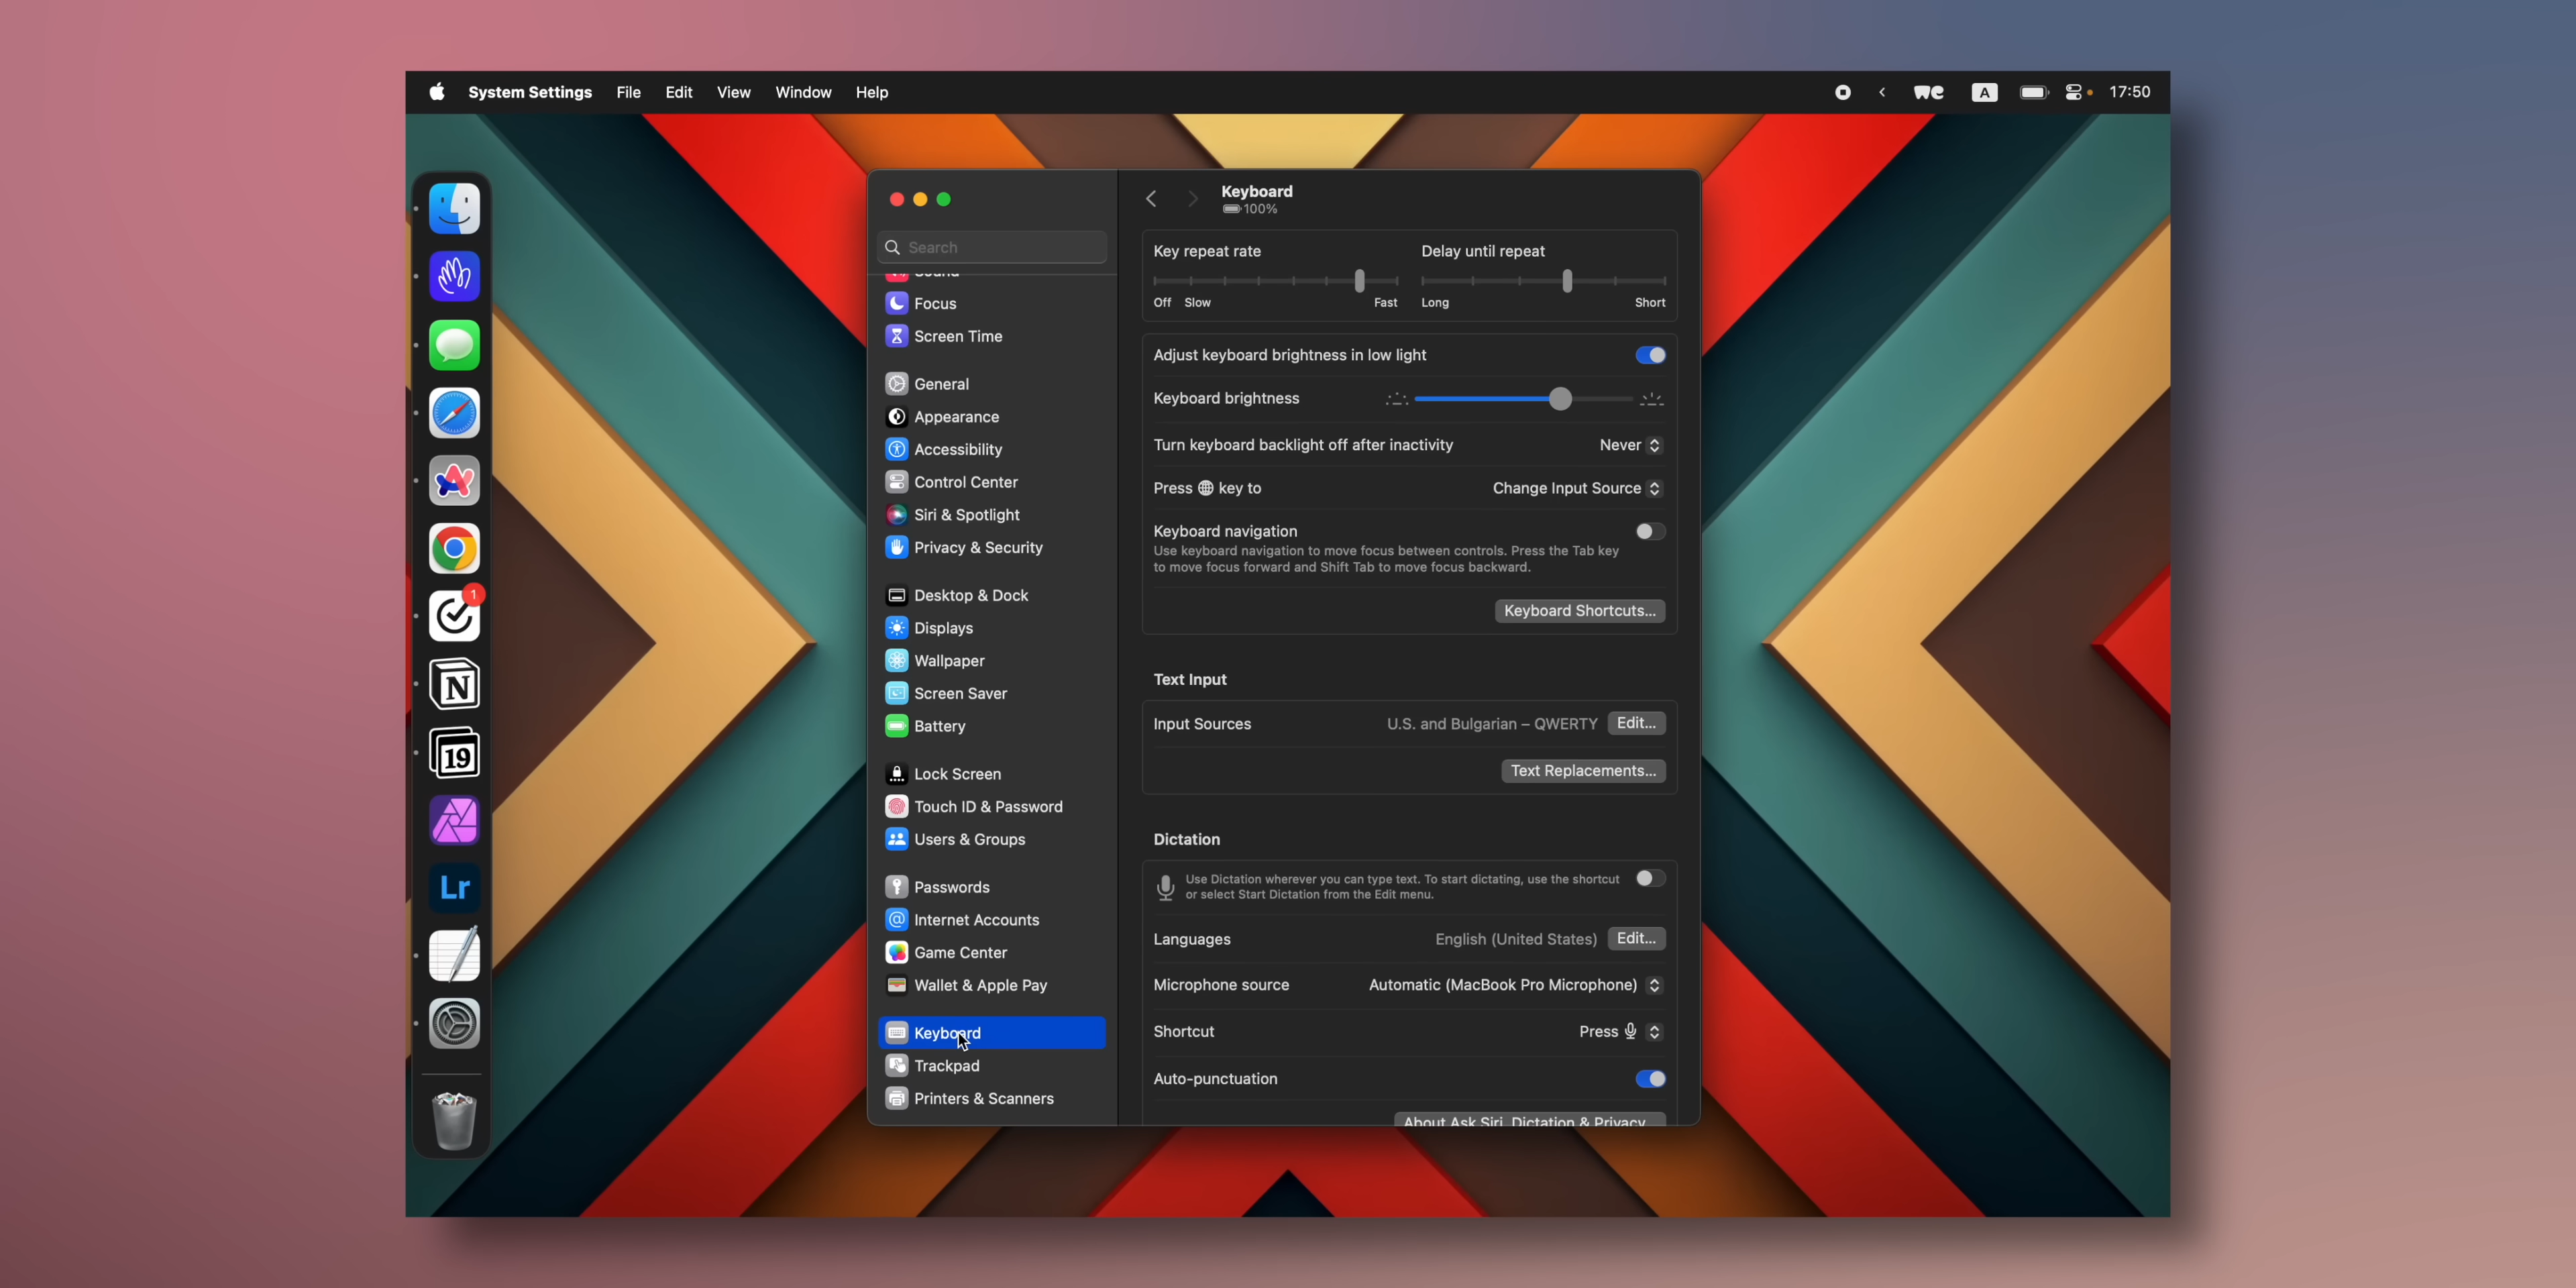 System Settings File Edit View Window Help
A 17:50
1
N
19
Lr
Search
Sound
Focus
Screen Time
General
Appearance
Accessibility
Control Center
Siri & Spotlight
Privacy & Security
Desktop & Dock
Displays
Wallpaper
Screen Saver
Battery
Lock Screen
Touch ID & Password
Users & Groups
Passwords
Internet Accounts
Game Center
Wallet & Apple Pay
Keyboard
Trackpad
Printers & Scanners
Keyboard
100%
Key repeat rate
Off Slow Fast
Delay until repeat
Long Short
Adjust keyboard brightness in low light
Keyboard brightness
Turn keyboard backlight off after inactivity Never
Press key to Change Input Source
Keyboard navigation
Use keyboard navigation to move focus between controls. Press the Tab key
to move focus forward and Shift Tab to move focus backward.
Keyboard Shortcuts...
Text Input
Input Sources U.S. and Bulgarian – QWERTY Edit...
Text Replacements...
Dictation
Use Dictation wherever you can type text. To start dictating, use the shortcut
or select Start Dictation from the Edit menu.
Languages English (United States) Edit...
Microphone source Automatic (MacBook Pro Microphone)
Shortcut Press
Auto-punctuation
About Ask Siri, Dictation & Privacy